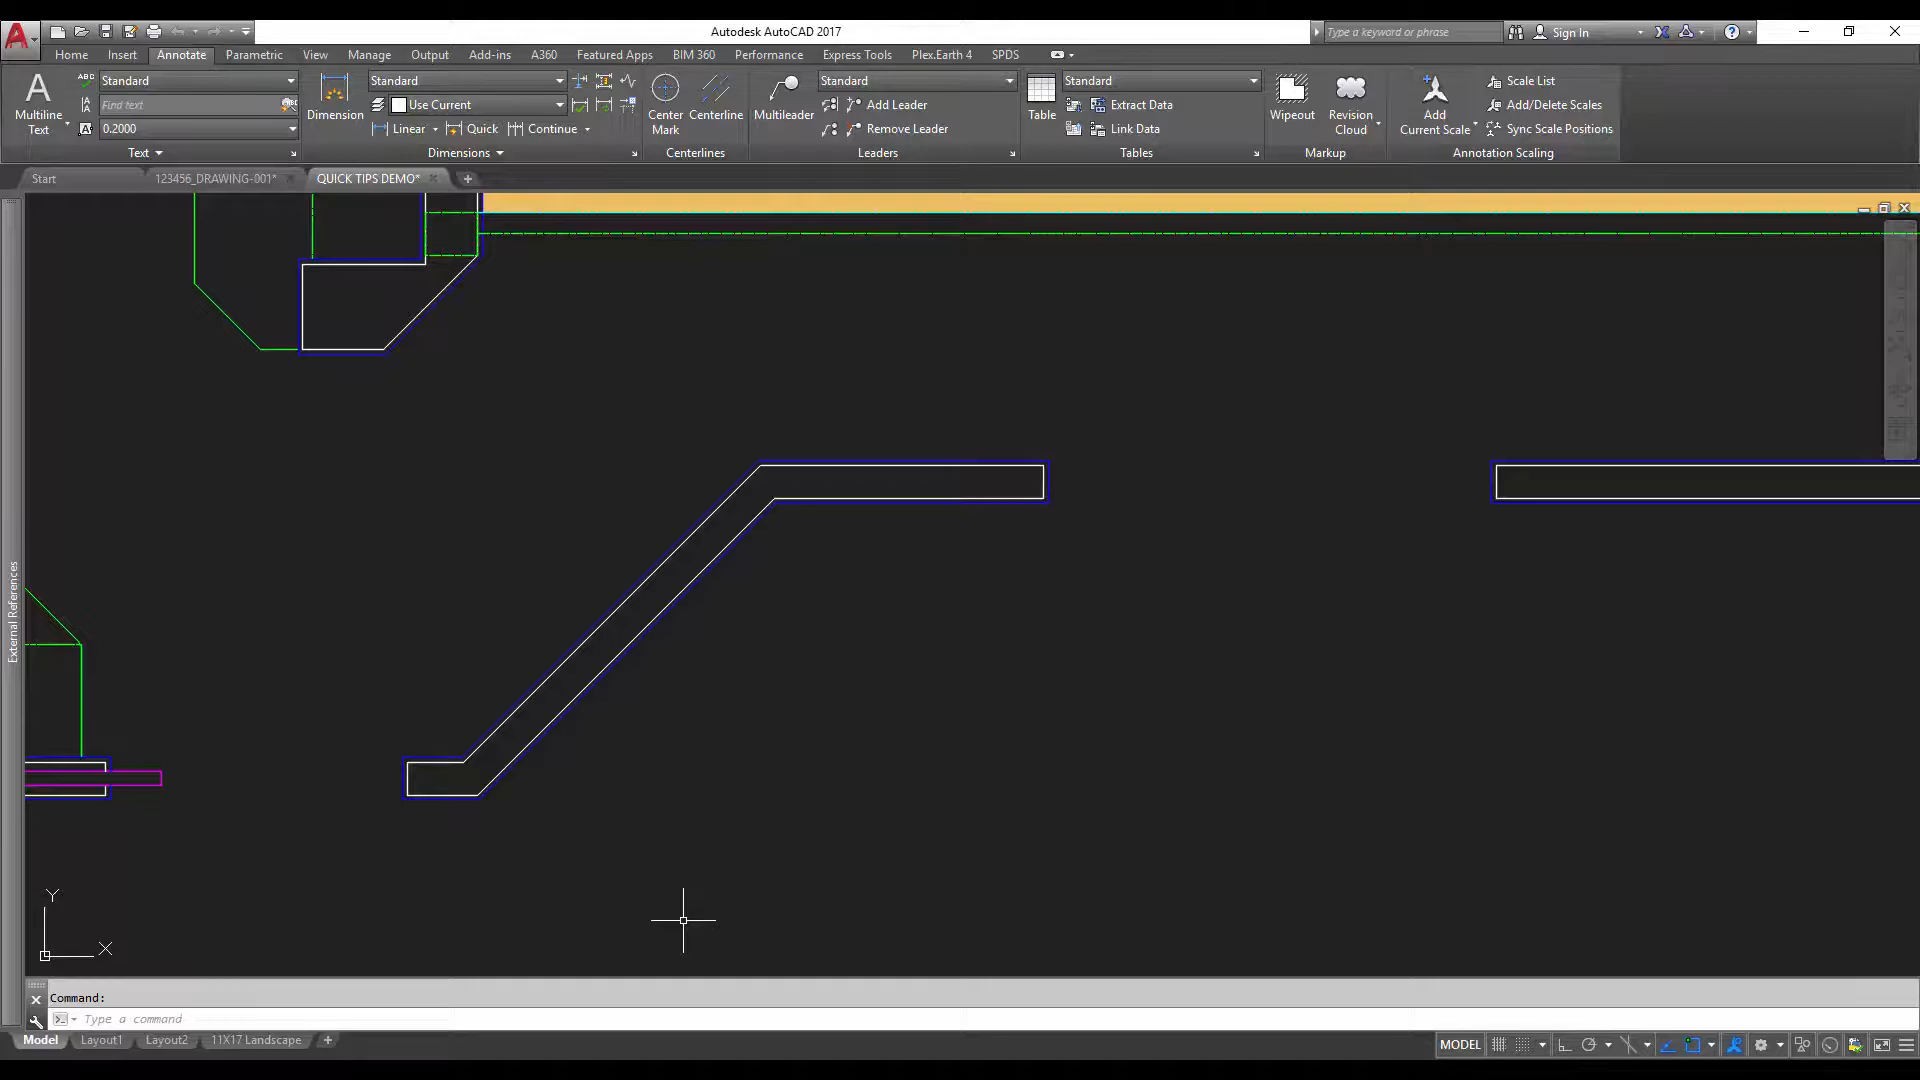 Autodesk AutoCAD 2017
Type a keyword or phrase
Sign In
Home Insert Annotate Parametric View Manage Output Add-ins A360 Featured Apps BIM 360 Performance Express Tools Plex.Earth 4 SPDS
A
Multiline Text
ABC
Standard
Find text
0.2000
Text
Dimension
Standard
Use Current
Linear
Quick
Continue
Dimensions
Center Mark
Centerline
Centerlines
Multileader
Standard
Add Leader
Remove Leader
Leaders
Table
Standard
Extract Data
Link Data
Tables
Wipeout
Revision Cloud
Markup
Add Current Scale
Scale List
Add/Delete Scales
Sync Scale Positions
Annotation Scaling
Start
123456_DRAWING-001*
QUICK TIPS DEMO*
External References
Y
X
Command:
Type a command
Model Layout1 Layout2 11X17 Landscape +
MODEL